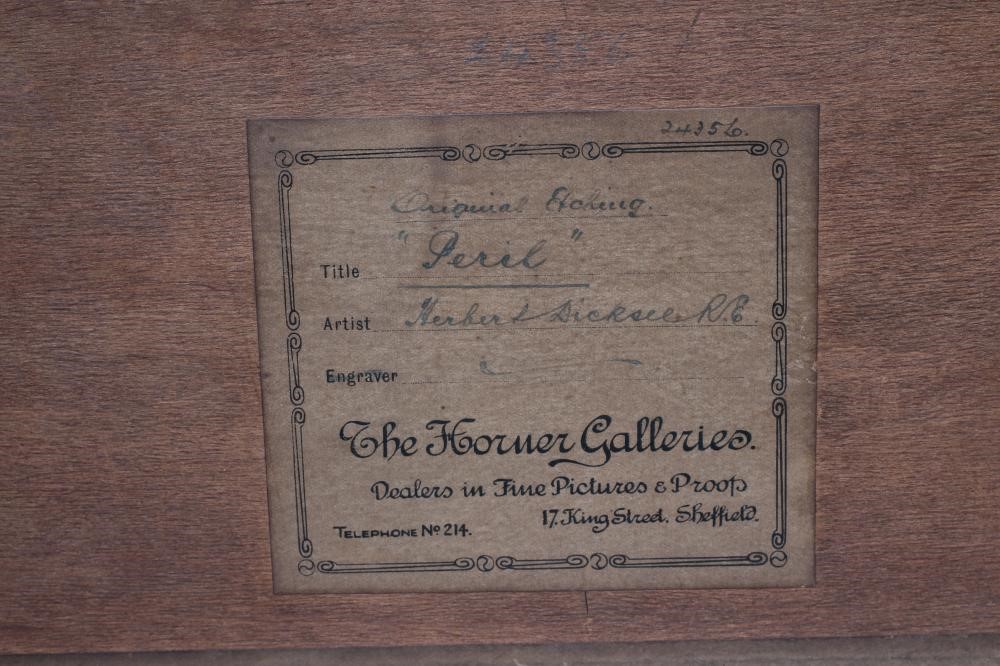 24356
24356.
Original Etching.
Title "Peril"
Artist Herbert Dicksee R.E
Engraver
The Horner Galleries.
Dealers in Fine Pictures & Proofs
17. King Street. Sheffield.
TELEPHONE No 214.